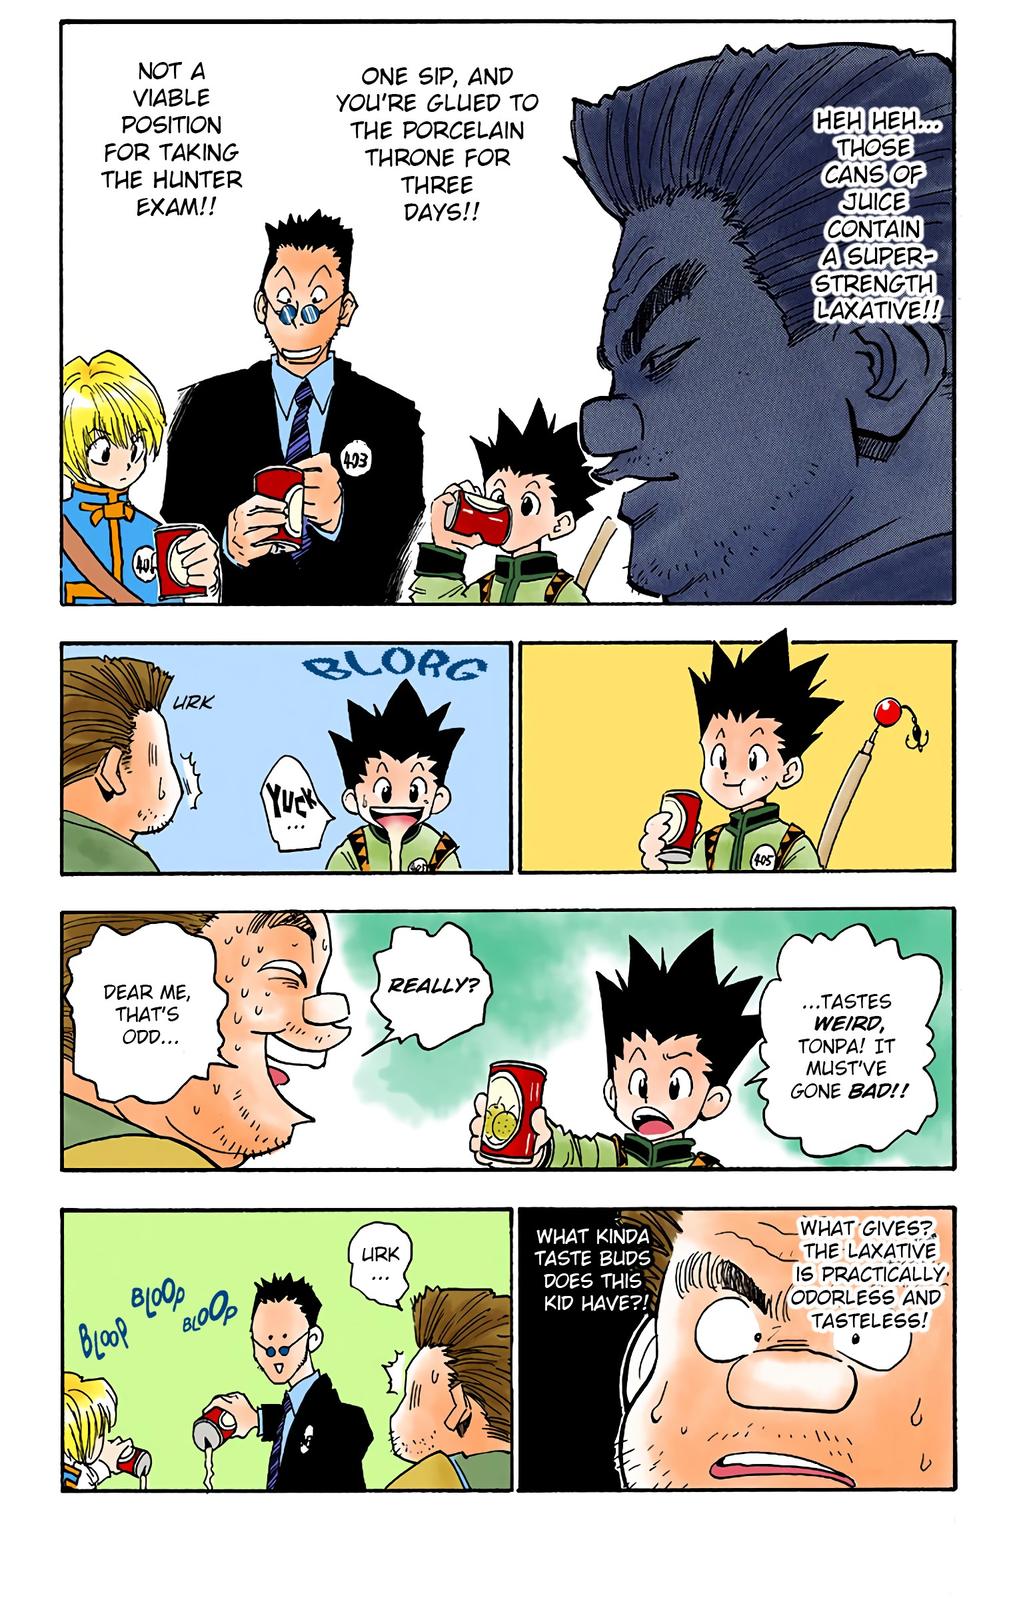 HEH HEH...
THOSE
CANS OF
JUICE
CONTAIN
A SUPER-
STRENGTH
LAXATIVE!!
ONE SIP, AND
YOU'RE GLUED TO
THE PORCELAIN
THRONE FOR
THREE
DAYS!!
NOT A
VIABLE
POSITION
FOR TAKING
THE HUNTER
EXAM!!
403
404
405
BLORG
YUCK
...
URK
405
...TASTES
WEIRD,
TONPA! IT
MUST'VE
GONE BAD!!
REALLY?
DEAR ME,
THAT'S
ODD...
WHAT GIVES?
THE LAXATIVE
IS PRACTICALLY
ODORLESS AND
TASTELESS!
WHAT KINDA
TASTE BUDS
DOES THIS
KID HAVE?!
URK
...
BLOOP
BLOOP
BLOOP